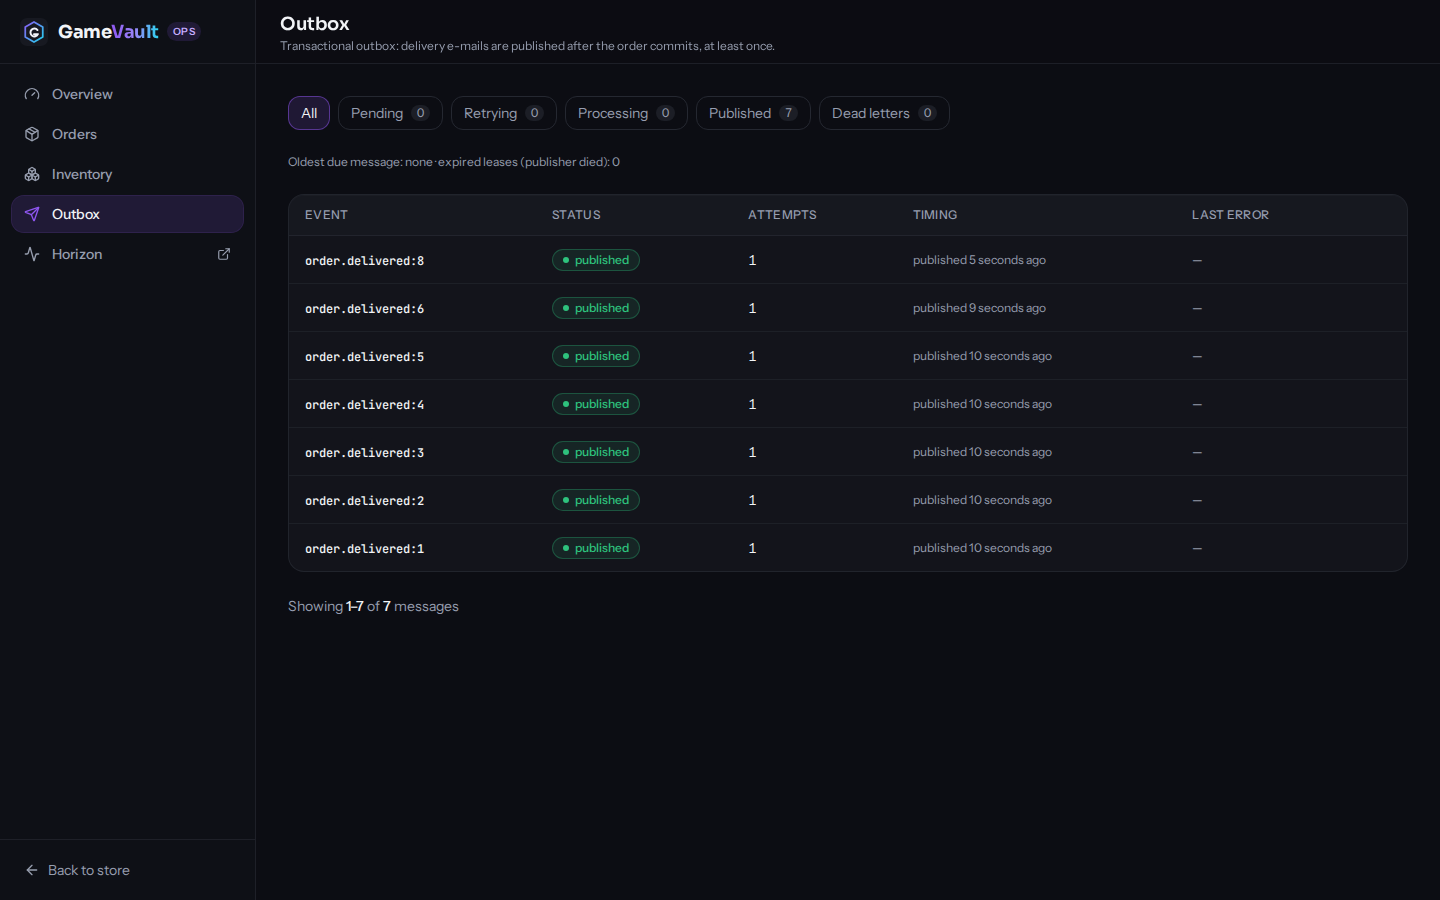 GameVault OPS
Outbox
Transactional outbox: delivery e-mails are published after the order commits, at least once.
Overview
Orders
Inventory
Outbox
Horizon
Back to store
All
Pending 0
Retrying 0
Processing 0
Published 7
Dead letters 0
Oldest due message: none · expired leases (publisher died): 0
EVENT STATUS ATTEMPTS TIMING LAST ERROR
order.delivered:8 published 1 published 5 seconds ago —
order.delivered:6 published 1 published 9 seconds ago —
order.delivered:5 published 1 published 10 seconds ago —
order.delivered:4 published 1 published 10 seconds ago —
order.delivered:3 published 1 published 10 seconds ago —
order.delivered:2 published 1 published 10 seconds ago —
order.delivered:1 published 1 published 10 seconds ago —
Showing 1–7 of 7 messages